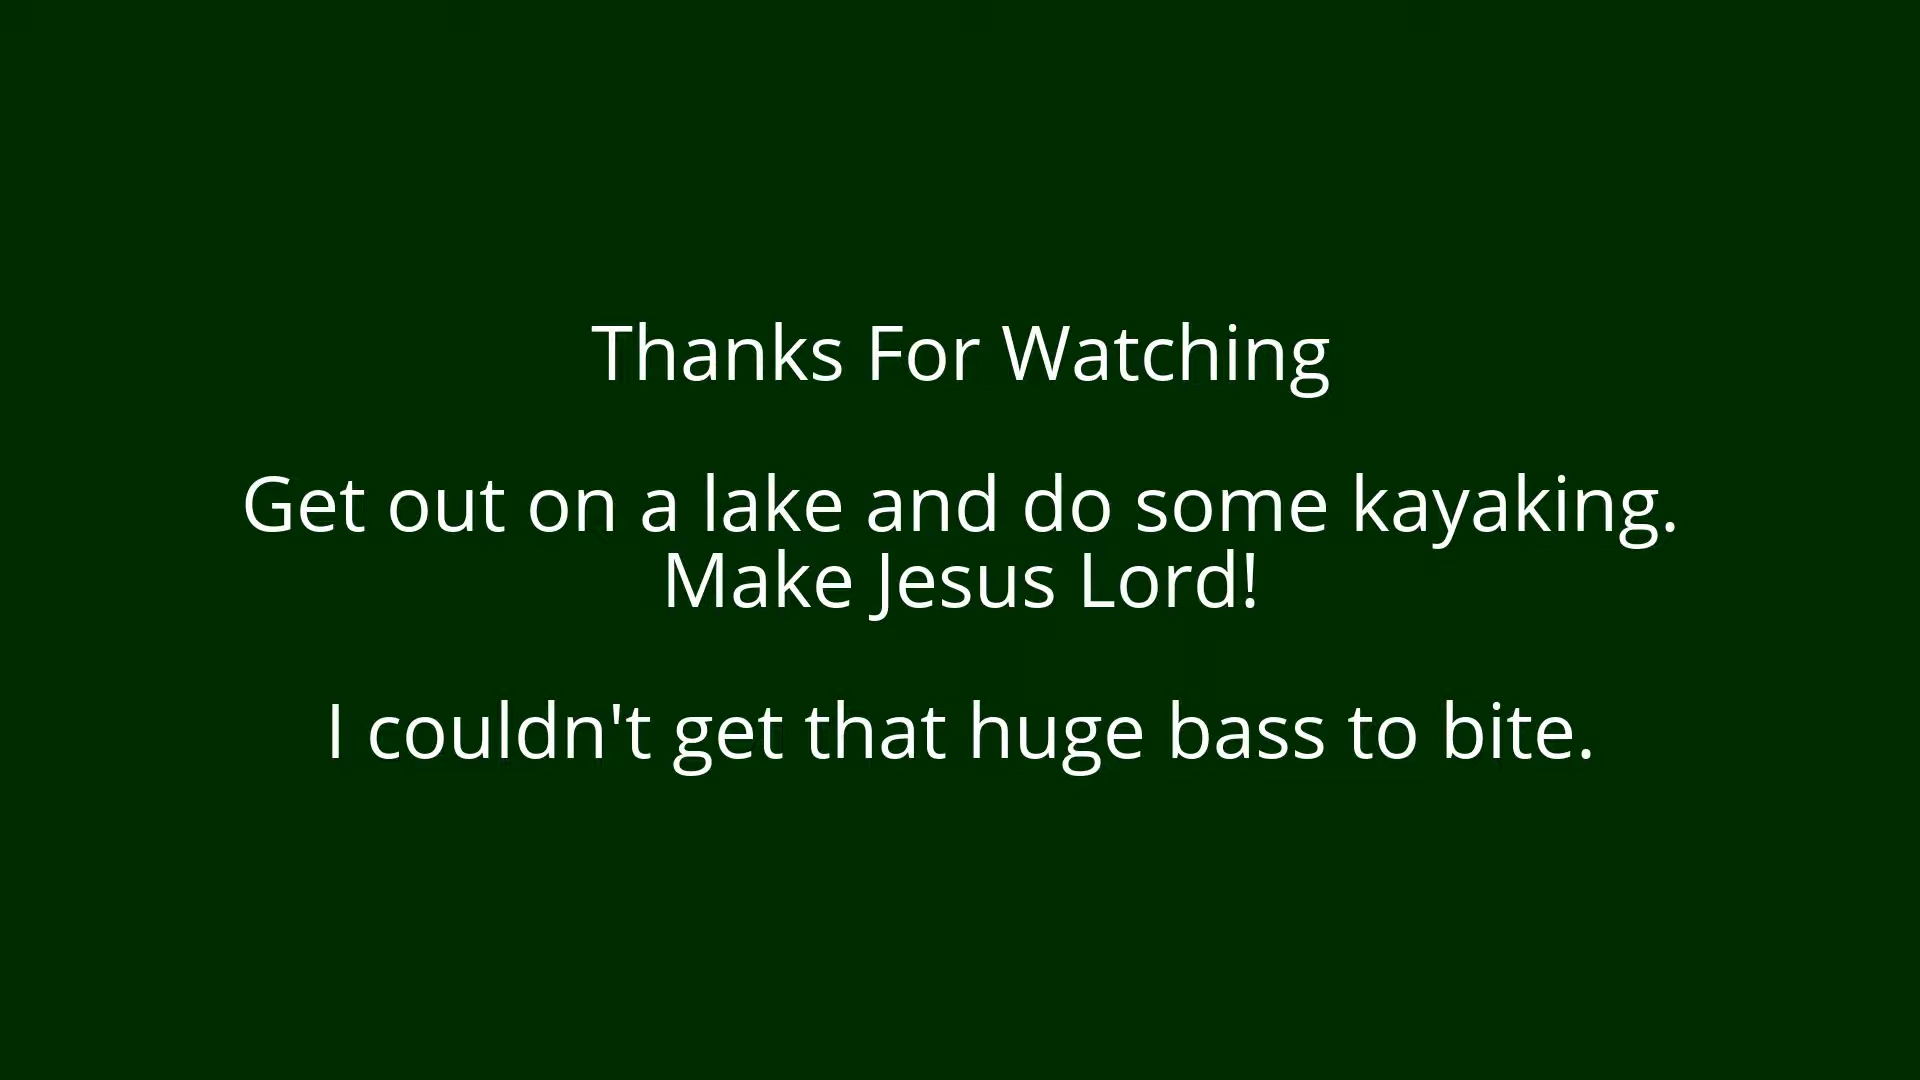 Thanks For Watching
Get out on a lake and do some kayaking.
Make Jesus Lord!
I couldn't get that huge bass to bite.